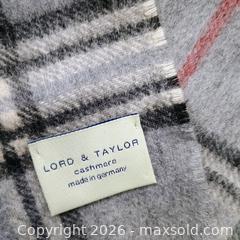 LORD & TAYLOR
cashmere
made in germany
Copyright 2026 - maxsold.com